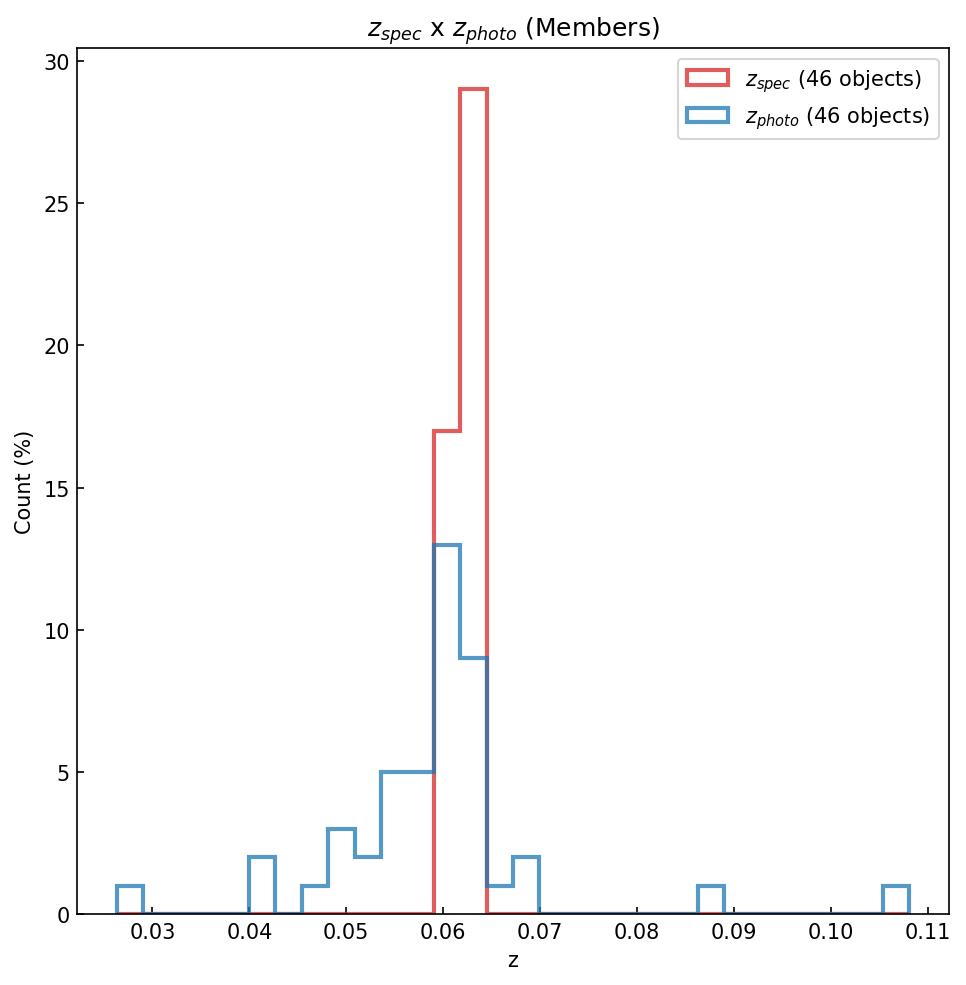 z_spec x z_photo (Members)
z_spec (46 objects)
z_photo (46 objects)
Count (%)
30
25
20
15
10
5
0
0.03 0.04 0.05 0.06 0.07 0.08 0.09 0.10 0.11
z